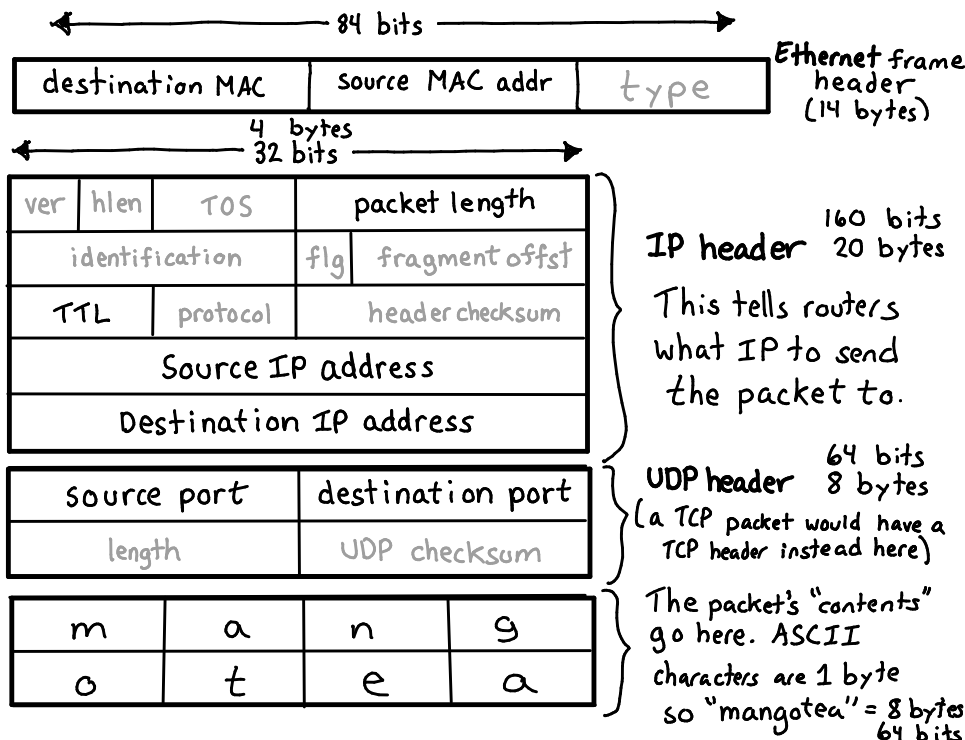 84 bits
destination MAC source MAC addr type
Ethernet frame
header
(14 bytes)
4 bytes
32 bits
ver hlen TOS packet length
identification flg fragment offst
TTL protocol header checksum
Source IP address
Destination IP address
IP header 160 bits
20 bytes
This tells routers
what IP to send
the packet to.
source port destination port
length UDP checksum
UDP header 64 bits
8 bytes
(a TCP packet would have a
TCP header instead here)
m a n g
o t e a
The packet's "contents"
go here. ASCII
characters are 1 byte
so "mangotea" = 8 bytes
64 bits